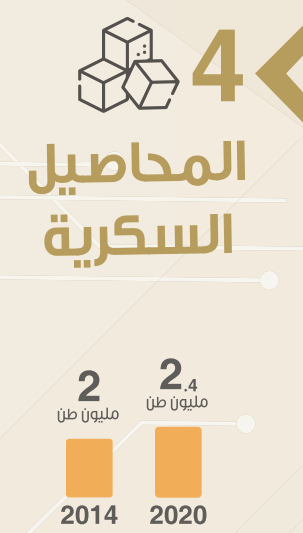 4
المحاصيل
السكرية
2.4
مليون طن
2
مليون طن
2020
2014